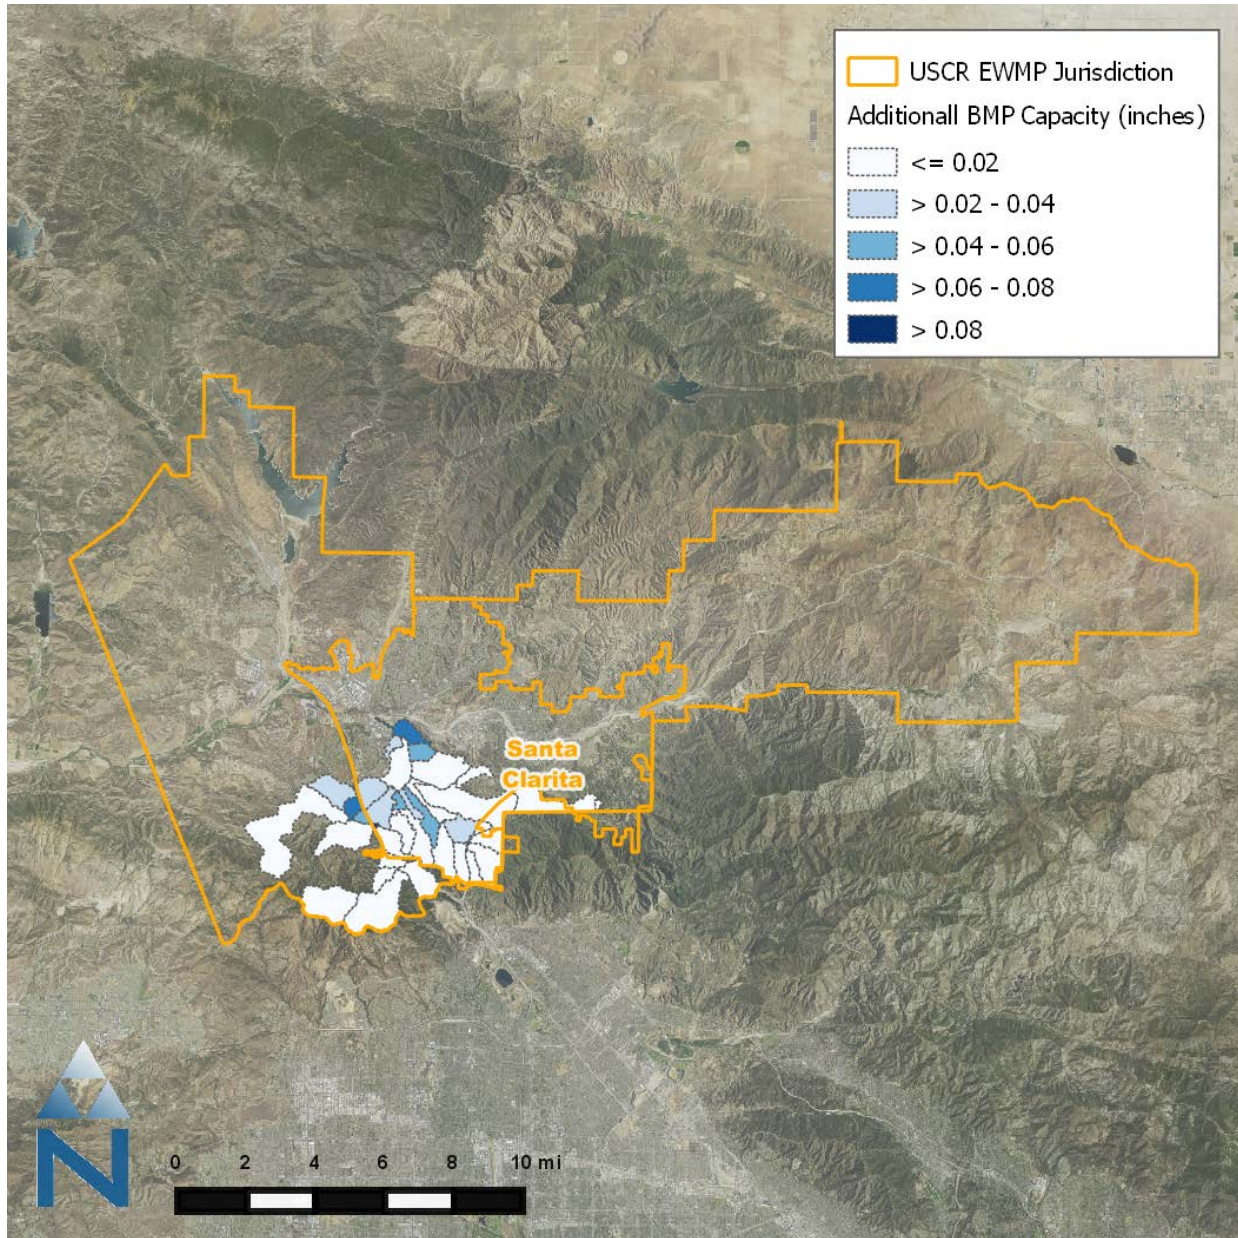 USCR EWMP Jurisdiction
Additionall BMP Capacity (inches)
<= 0.02
> 0.02 - 0.04
> 0.04 - 0.06
> 0.06 - 0.08
> 0.08
Santa
Clarita
N
0 2 4 6 8 10 mi